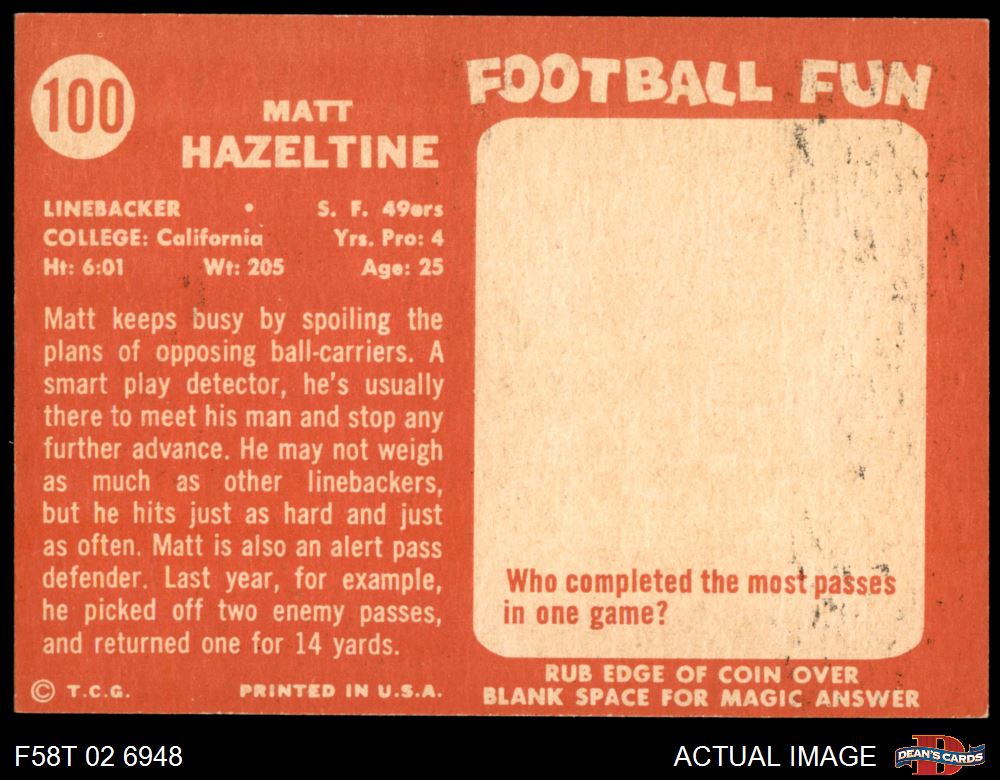 100
MATT
HAZELTINE
LINEBACKER • S. F. 49ers
COLLEGE: California Yrs. Pro: 4
Ht: 6:01 Wt: 205 Age: 25
Matt keeps busy by spoiling the
plans of opposing ball-carriers. A
smart play detector, he's usually
there to meet his man and stop any
further advance. He may not weigh
as much as other linebackers,
but he hits just as hard and just
as often. Matt is also an alert pass
defender. Last year, for example,
he picked off two enemy passes,
and returned one for 14 yards.
© T.C.G. PRINTED IN U.S.A.
FOOTBALL FUN
Who completed the most passes
in one game?
RUB EDGE OF COIN OVER
BLANK SPACE FOR MAGIC ANSWER
F58T 02 6948 ACTUAL IMAGE
D
DEAN'S CARDS